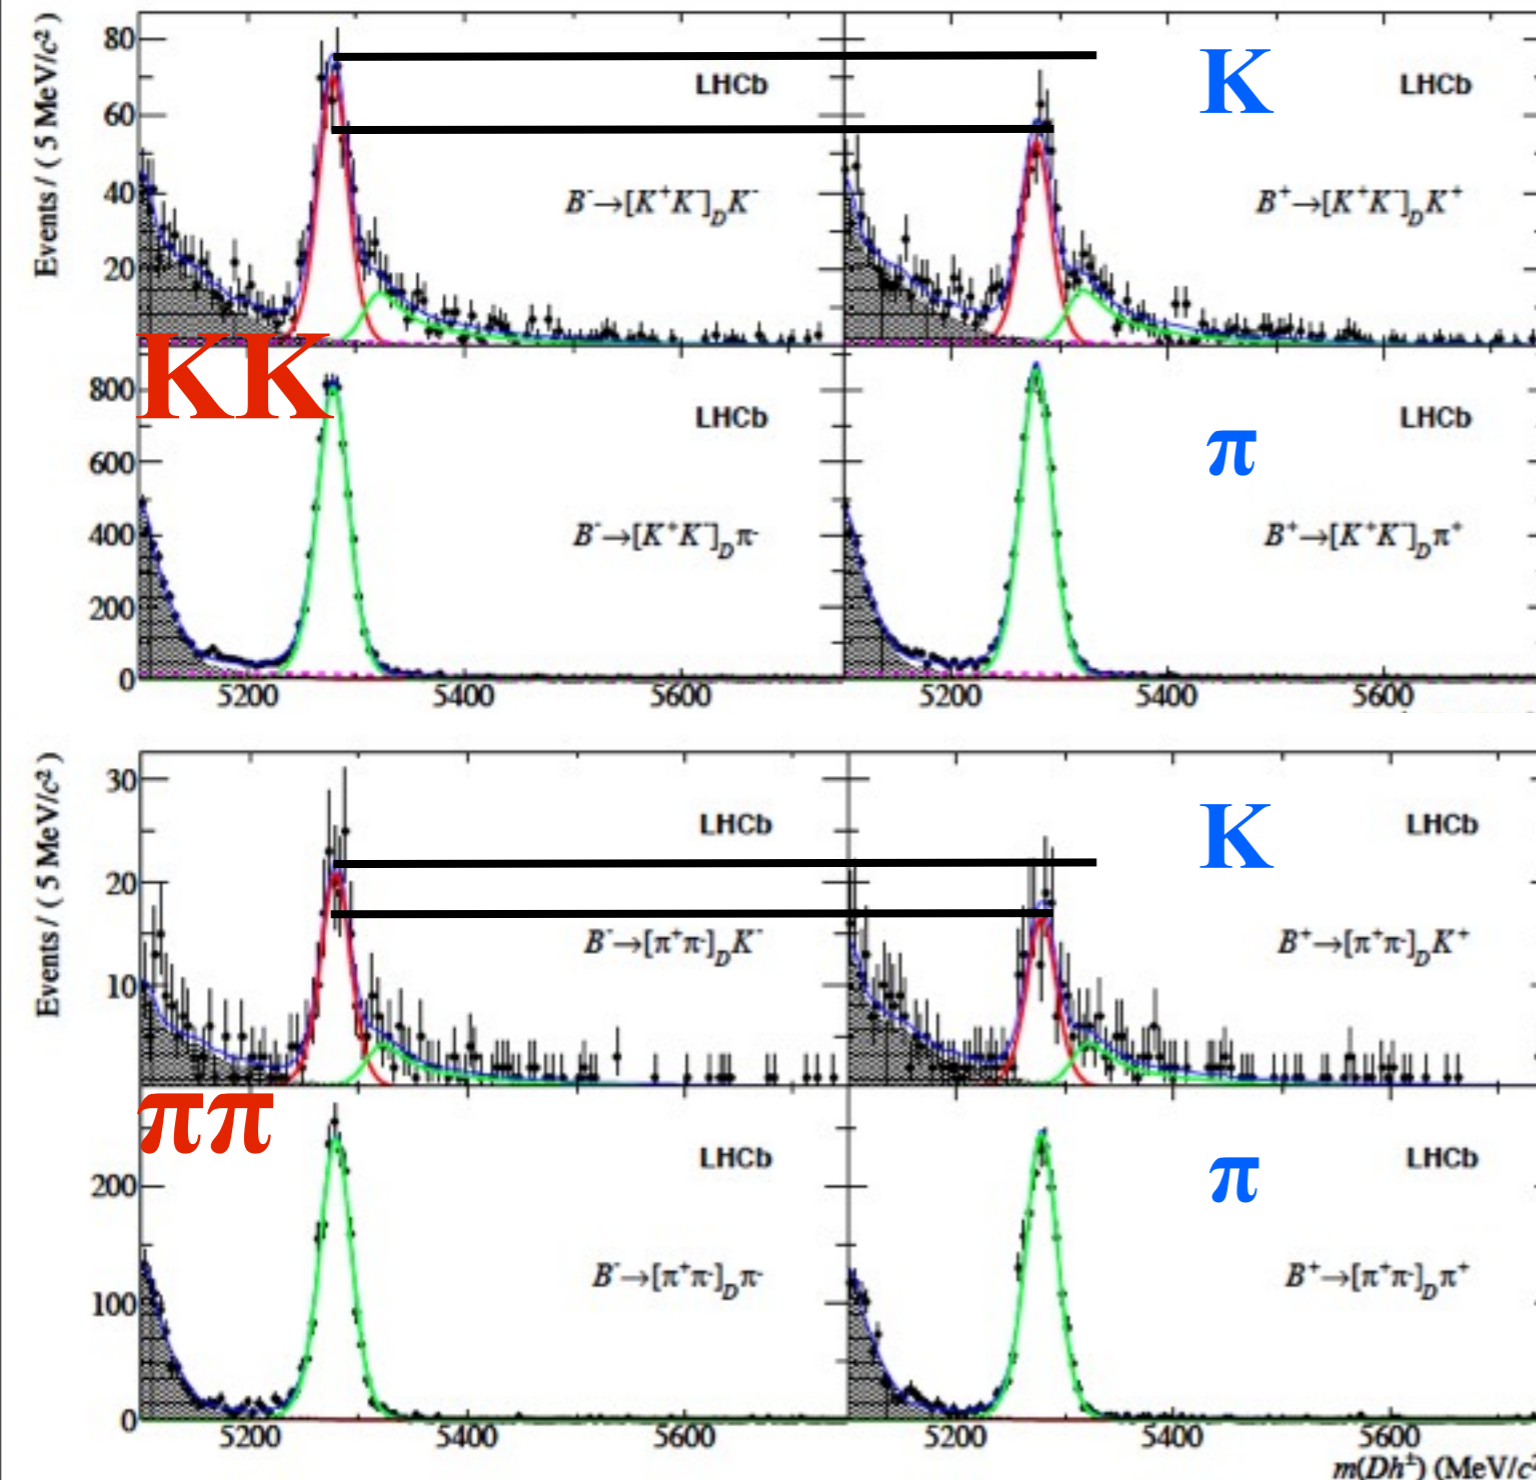 Events / ( 5 MeV/c² )
80
60
40
20
LHCb
B⁻→[K⁺K⁻]_D K⁻
K
LHCb
B⁺→[K⁺K⁻]_D K⁺
KK
800
600
400
200
0
LHCb
B⁻→[K⁺K⁻]_D π⁻
π
LHCb
B⁺→[K⁺K⁻]_D π⁺
5200 5400 5600 5200 5400 5600
Events / ( 5 MeV/c² )
30
20
10
LHCb
B⁻→[π⁺π⁻]_D K⁻
K
LHCb
B⁺→[π⁺π⁻]_D K⁺
ππ
200
100
0
LHCb
B⁻→[π⁺π⁻]_D π⁻
π
LHCb
B⁺→[π⁺π⁻]_D π⁺
5200 5400 5600 5200 5400 5600
m(Dh±) (MeV/c²